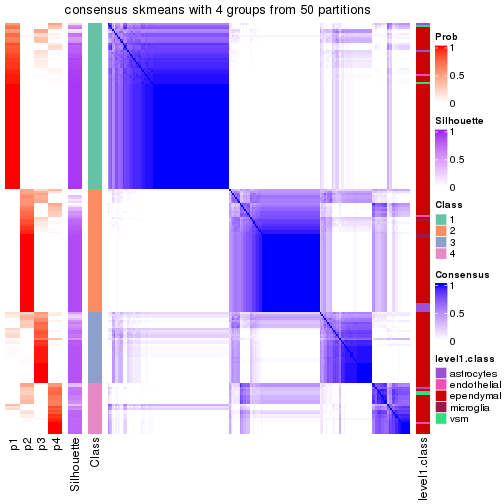 consensus skmeans with 4 groups from 50 partitions
Prob
1
0.5
0
Silhouette
1
0.5
0
Class
1
2
3
4
Consensus
1
0.5
0
level1.class
astrocytes
endothelial
ependymal
microglia
vsm
p1
p2
p3
p4
Silhouette
Class
level1.class